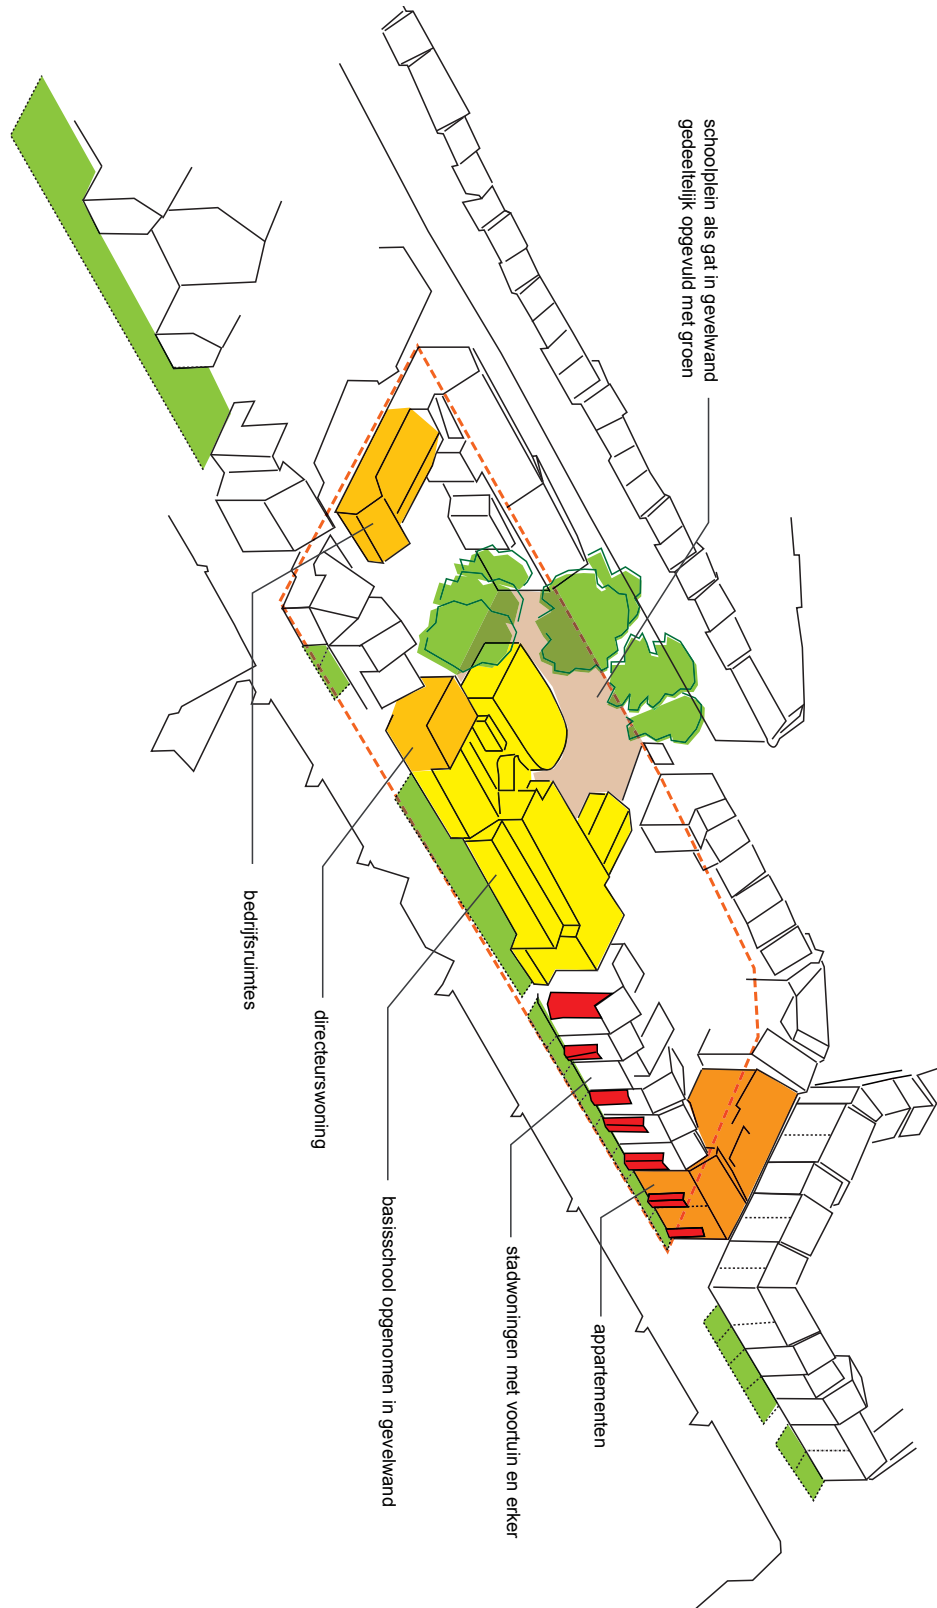 schoolplein als gat in gevelwand
gedeeltelijk opgevuld met groen
bedrijfsruimtes
directeurswoning
basisschool opgenomen in gevelwand
stadwoningen met voortuin en erker
appartementen